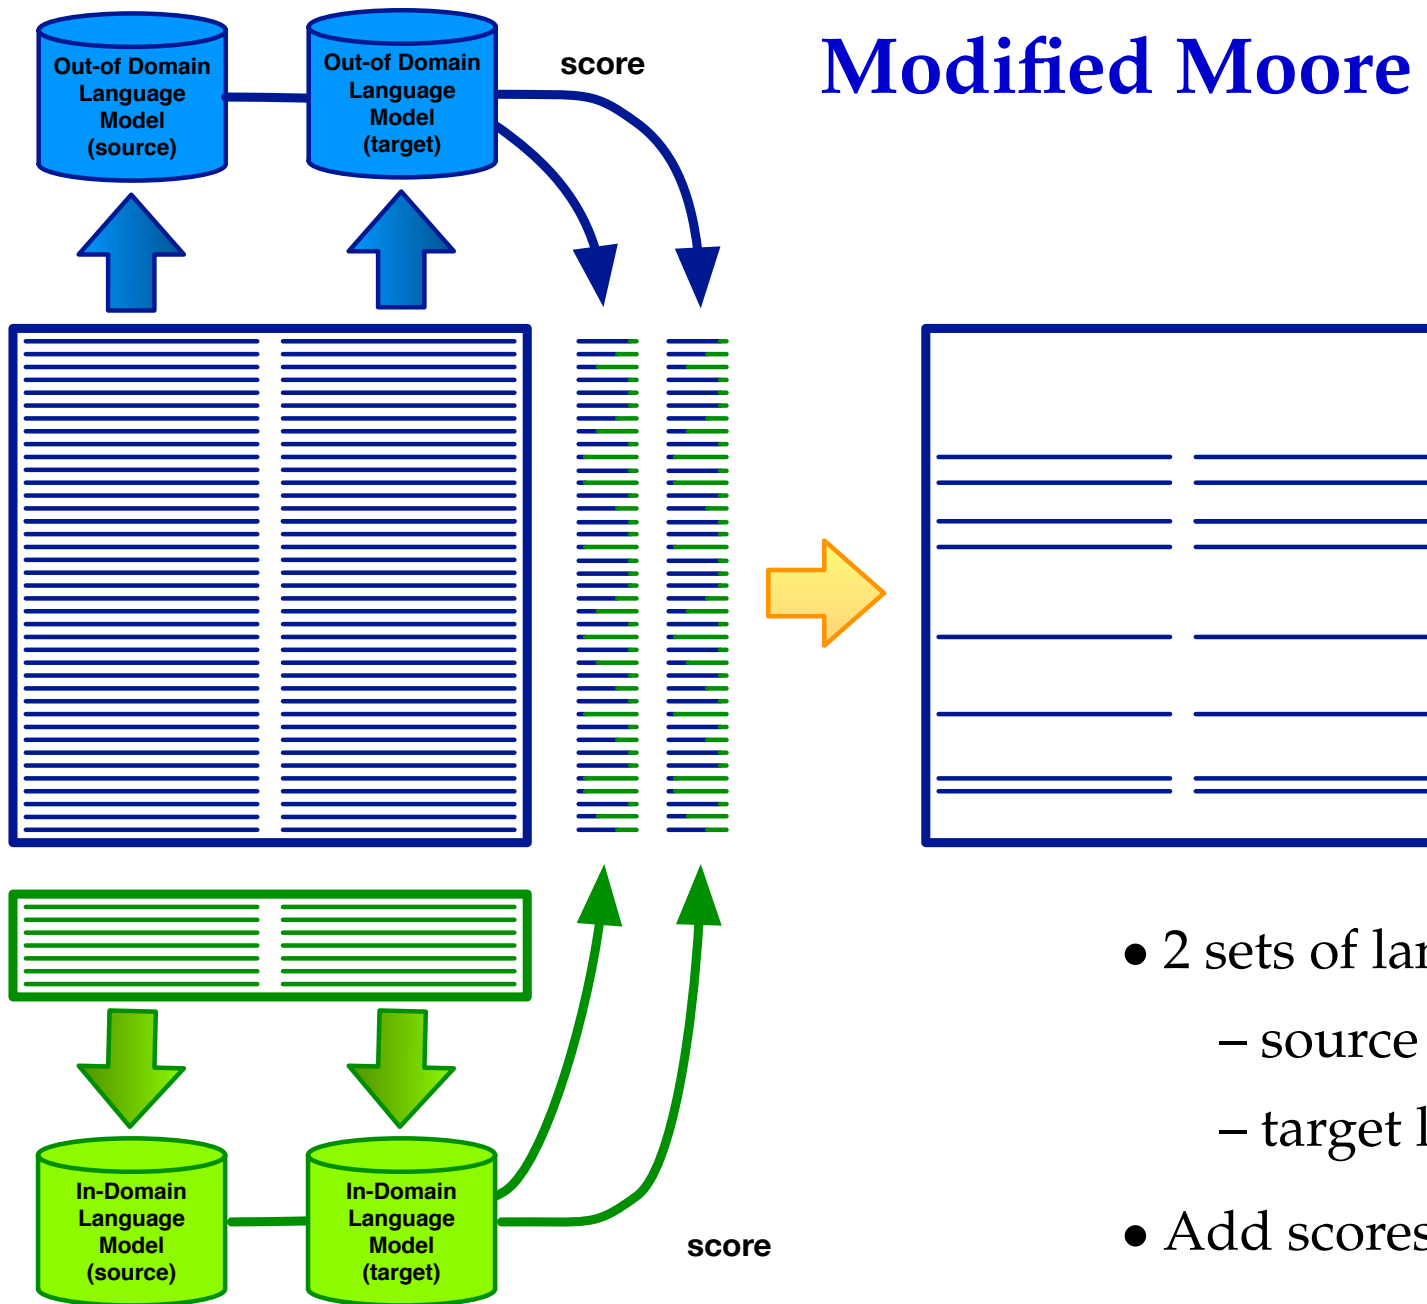 Modified Moore
Out-of Domain
Language
Model
(source)
Out-of Domain
Language
Model
(target)
score
In-Domain
Language
Model
(source)
In-Domain
Language
Model
(target)
score
• 2 sets of
– source
– target
• Add scores